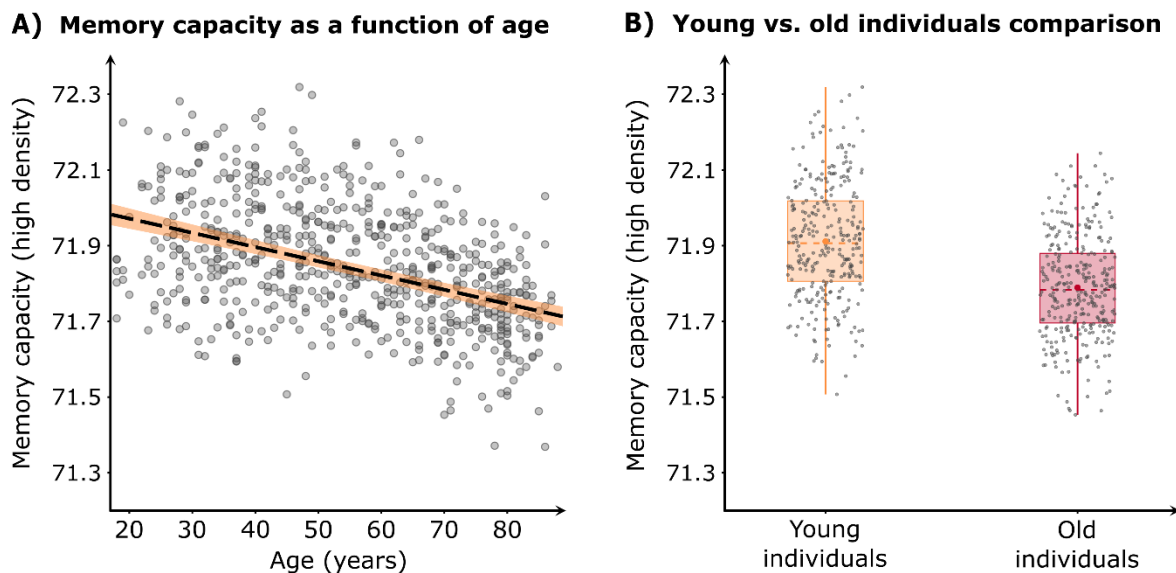 A) Memory capacity as a function of age
Memory capacity (high density)
72.3
72.1
71.9
71.7
71.5
71.3
20 30 40 50 60 70 80
Age (years)
B) Young vs. old individuals comparison
Memory capacity (high density)
72.3
72.1
71.9
71.7
71.5
71.3
Young
individuals
Old
individuals